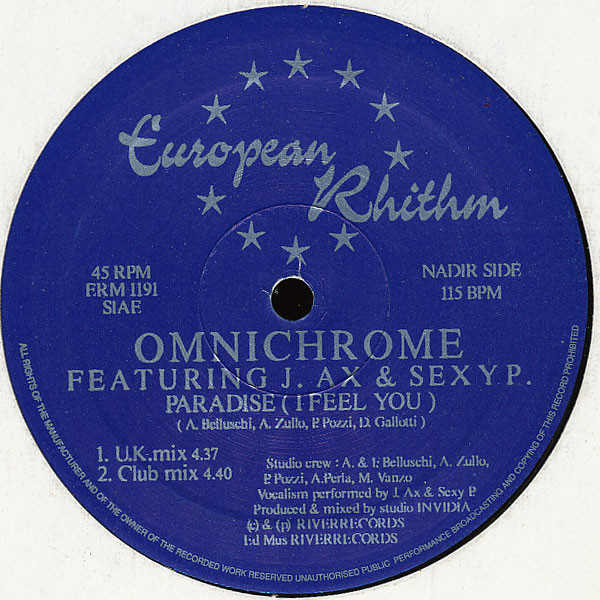 European
Rhithm
45 RPM
ERM 1191
SIAE
NADIR SIDE
115 BPM
OMNICHROME
FEATURING J. AX & SEXY P.
PARADISE ( I FEEL YOU )
( A. Belluschi, A. Zullo, P. Pozzi, D. Gallotti )
1. U.K. mix 4.37
2. Club mix 4.40
Studio crew : A. & I. Belluschi, A. Zullo,
P. Pozzi, A. Perla, M. Vanzo
Vocalism performed by J. Ax & Sexy P.
Produced & mixed by studio INVIDIA
(c) & (p) RIVERRECORDS
Ed Mus RIVERRECORDS
ALL RIGHTS OF THE MANUFACTURER AND OF THE OWNER OF THE RECORDED WORK RESERVED UNAUTHORISED PUBLIC PERFORMANCE BROADCASTING AND COPYING OF THIS RECORD PROHIBITED